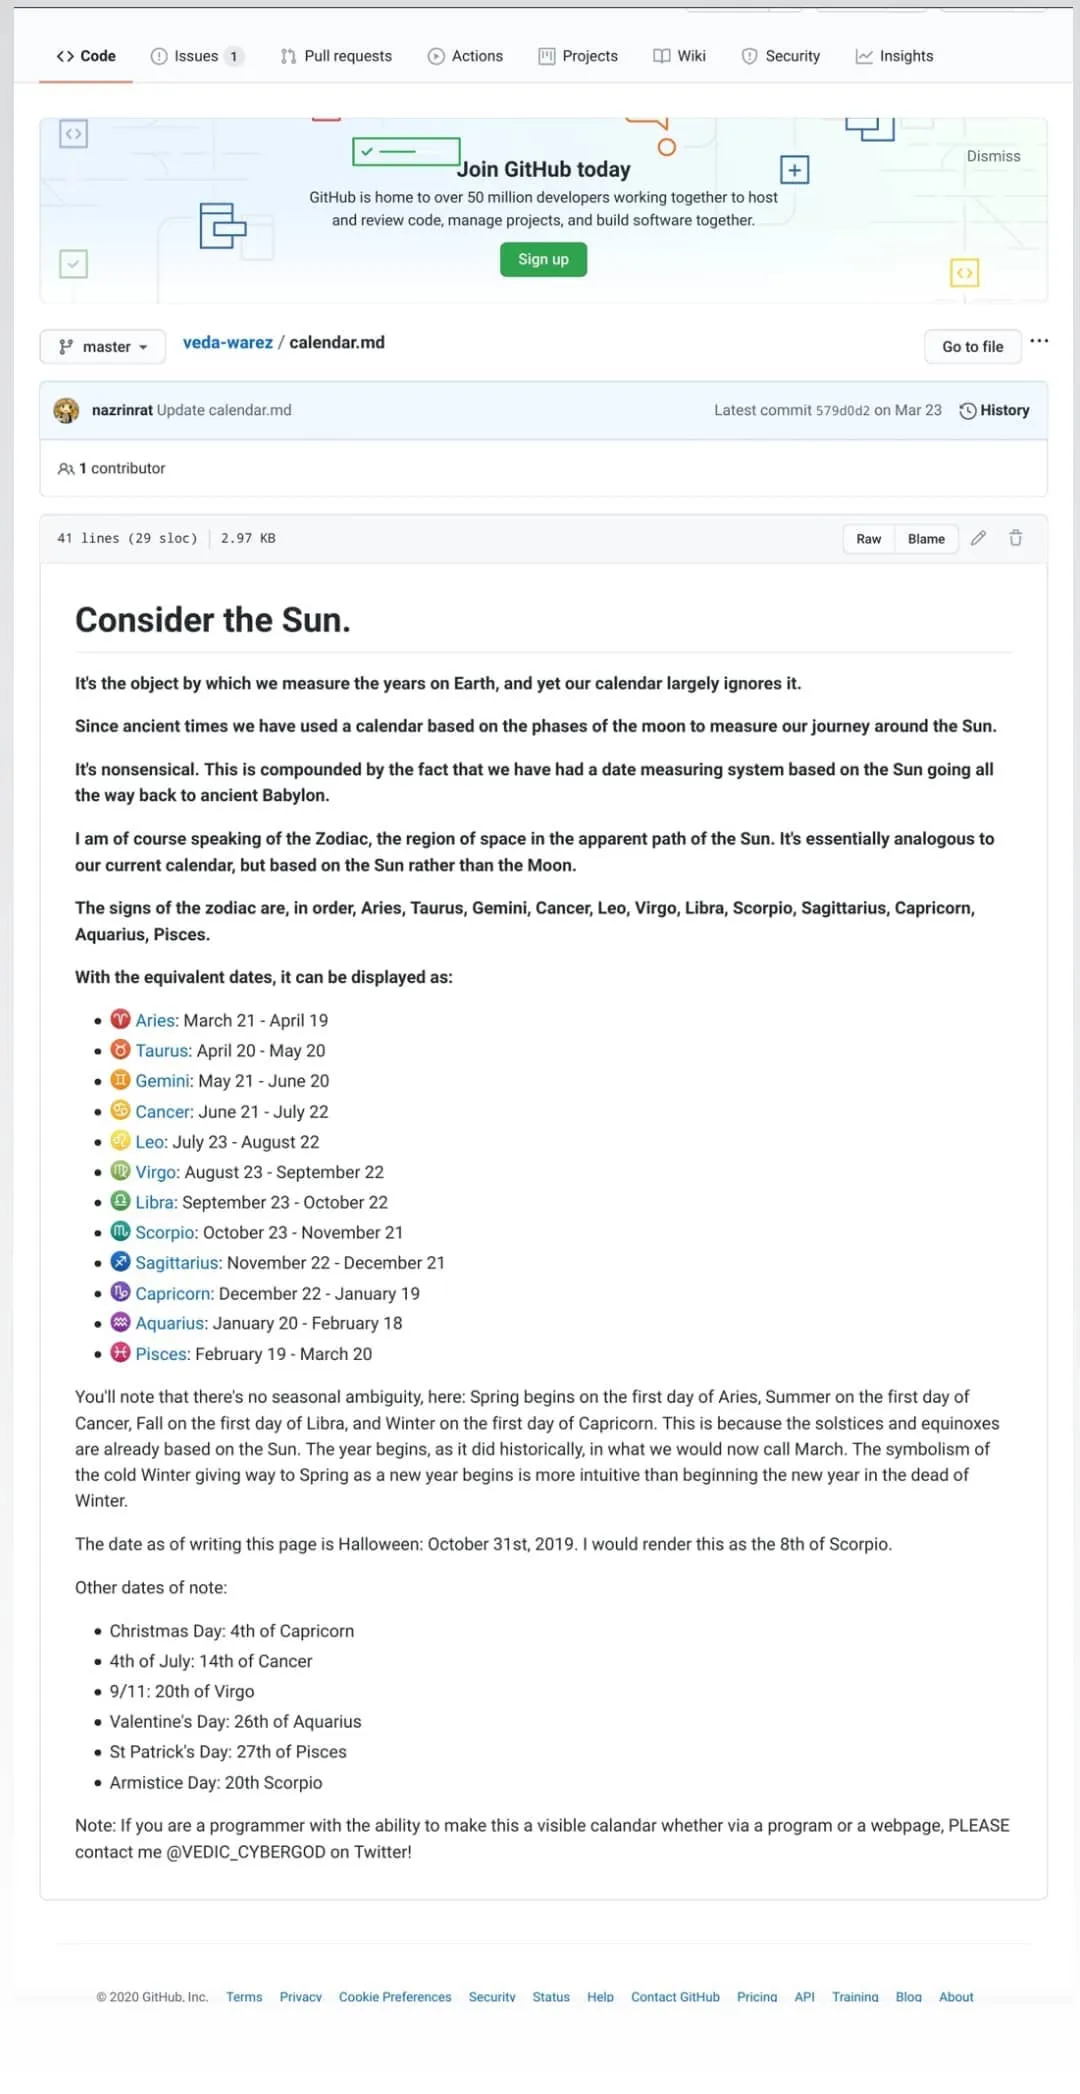 Code Issues 1 Pull requests Actions Projects Wiki Security Insights
Dismiss
Join GitHub today
GitHub is home to over 50 million developers working together to host
and review code, manage projects, and build software together.
Sign up
master veda-warez / calendar.md Go to file
nazrinrat Update calendar.md Latest commit 579d0d2 on Mar 23 History
1 contributor
41 lines (29 sloc) 2.97 KB Raw Blame
Consider the Sun.
It's the object by which we measure the years on Earth, and yet our calendar largely ignores it.
Since ancient times we have used a calendar based on the phases of the moon to measure our journey around the Sun.
It's nonsensical. This is compounded by the fact that we have had a date measuring system based on the Sun going all
the way back to ancient Babylon.
I am of course speaking of the Zodiac, the region of space in the apparent path of the Sun. It's essentially analogous to
our current calendar, but based on the Sun rather than the Moon.
The signs of the zodiac are, in order, Aries, Taurus, Gemini, Cancer, Leo, Virgo, Libra, Scorpio, Sagittarius, Capricorn,
Aquarius, Pisces.
With the equivalent dates, it can be displayed as:
• ♈ Aries: March 21 - April 19
• ♉ Taurus: April 20 - May 20
• ♊ Gemini: May 21 - June 20
• ♋ Cancer: June 21 - July 22
• ♌ Leo: July 23 - August 22
• ♍ Virgo: August 23 - September 22
• ♎ Libra: September 23 - October 22
• ♏ Scorpio: October 23 - November 21
• ♐ Sagittarius: November 22 - December 21
• ♑ Capricorn: December 22 - January 19
• ♒ Aquarius: January 20 - February 18
• ♓ Pisces: February 19 - March 20
You'll note that there's no seasonal ambiguity, here: Spring begins on the first day of Aries, Summer on the first day of
Cancer, Fall on the first day of Libra, and Winter on the first day of Capricorn. This is because the solstices and equinoxes
are already based on the Sun. The year begins, as it did historically, in what we would now call March. The symbolism of
the cold Winter giving way to Spring as a new year begins is more intuitive than beginning the new year in the dead of
Winter.
The date as of writing this page is Halloween: October 31st, 2019. I would render this as the 8th of Scorpio.
Other dates of note:
• Christmas Day: 4th of Capricorn
• 4th of July: 14th of Cancer
• 9/11: 20th of Virgo
• Valentine's Day: 26th of Aquarius
• St Patrick's Day: 27th of Pisces
• Armistice Day: 20th Scorpio
Note: If you are a programmer with the ability to make this a visible calandar whether via a program or a webpage, PLEASE
contact me @VEDIC_CYBERGOD on Twitter!
© 2020 GitHub, Inc. Terms Privacy Cookie Preferences Security Status Help Contact GitHub Pricing API Training Blog About